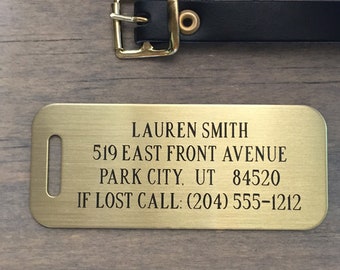 LAUREN SMITH
519 EAST FRONT AVENUE
PARK CITY, UT 84520
IF LOST CALL: (204) 555-1212